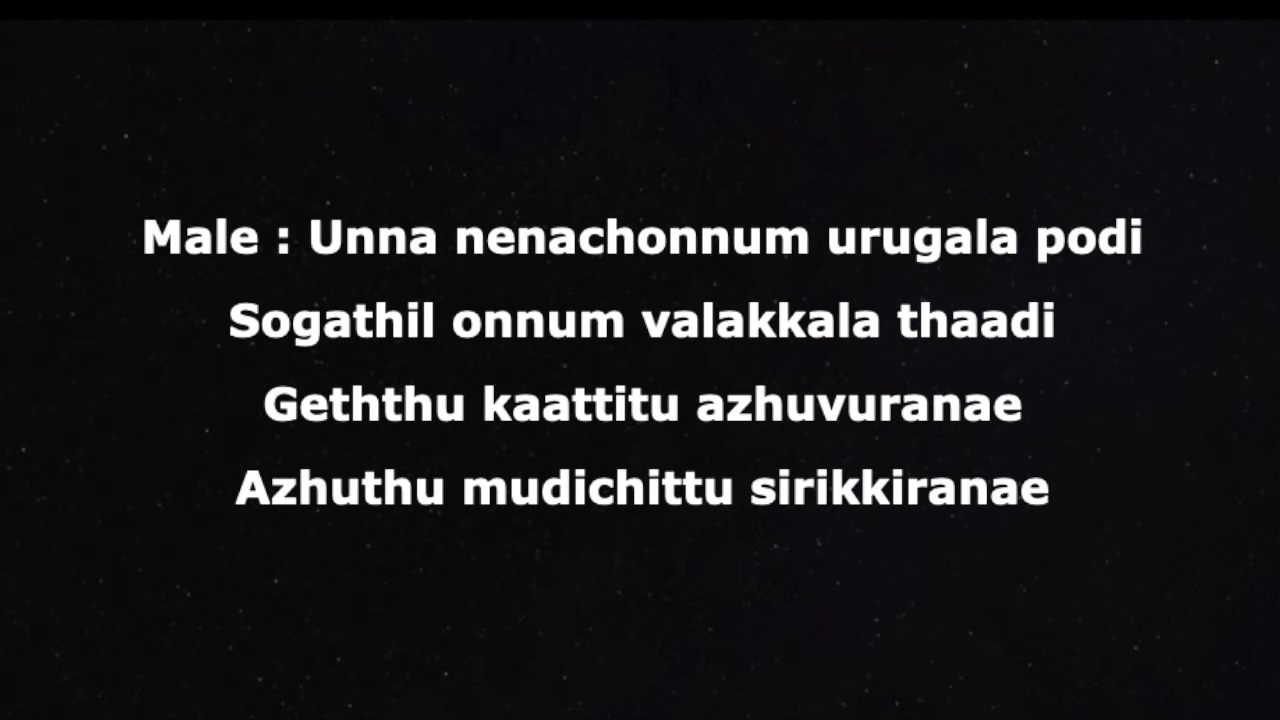 Male : Unna nenachonnum urugala podi
Sogathil onnum valakkala thaadi
Geththu kaattitu azhuvuranae
Azhuthu mudichittu sirikkiranae